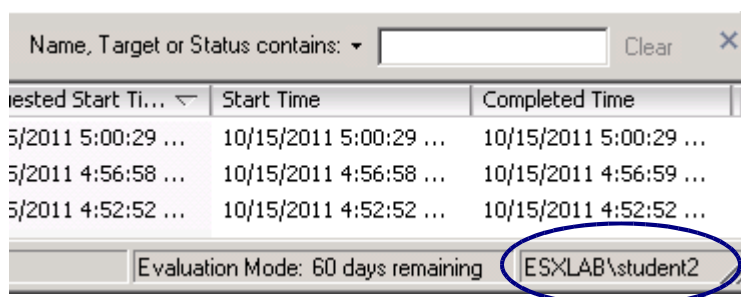 Name, Target or Status contains: Clear
ested Start Ti... Start Time Completed Time
5/2011 5:00:29 ... 10/15/2011 5:00:29 ... 10/15/2011 5:00:29 ...
5/2011 4:56:58 ... 10/15/2011 4:56:58 ... 10/15/2011 4:56:59 ...
5/2011 4:52:52 ... 10/15/2011 4:52:52 ... 10/15/2011 4:52:52 ...
Evaluation Mode: 60 days remaining ESXLAB\student2